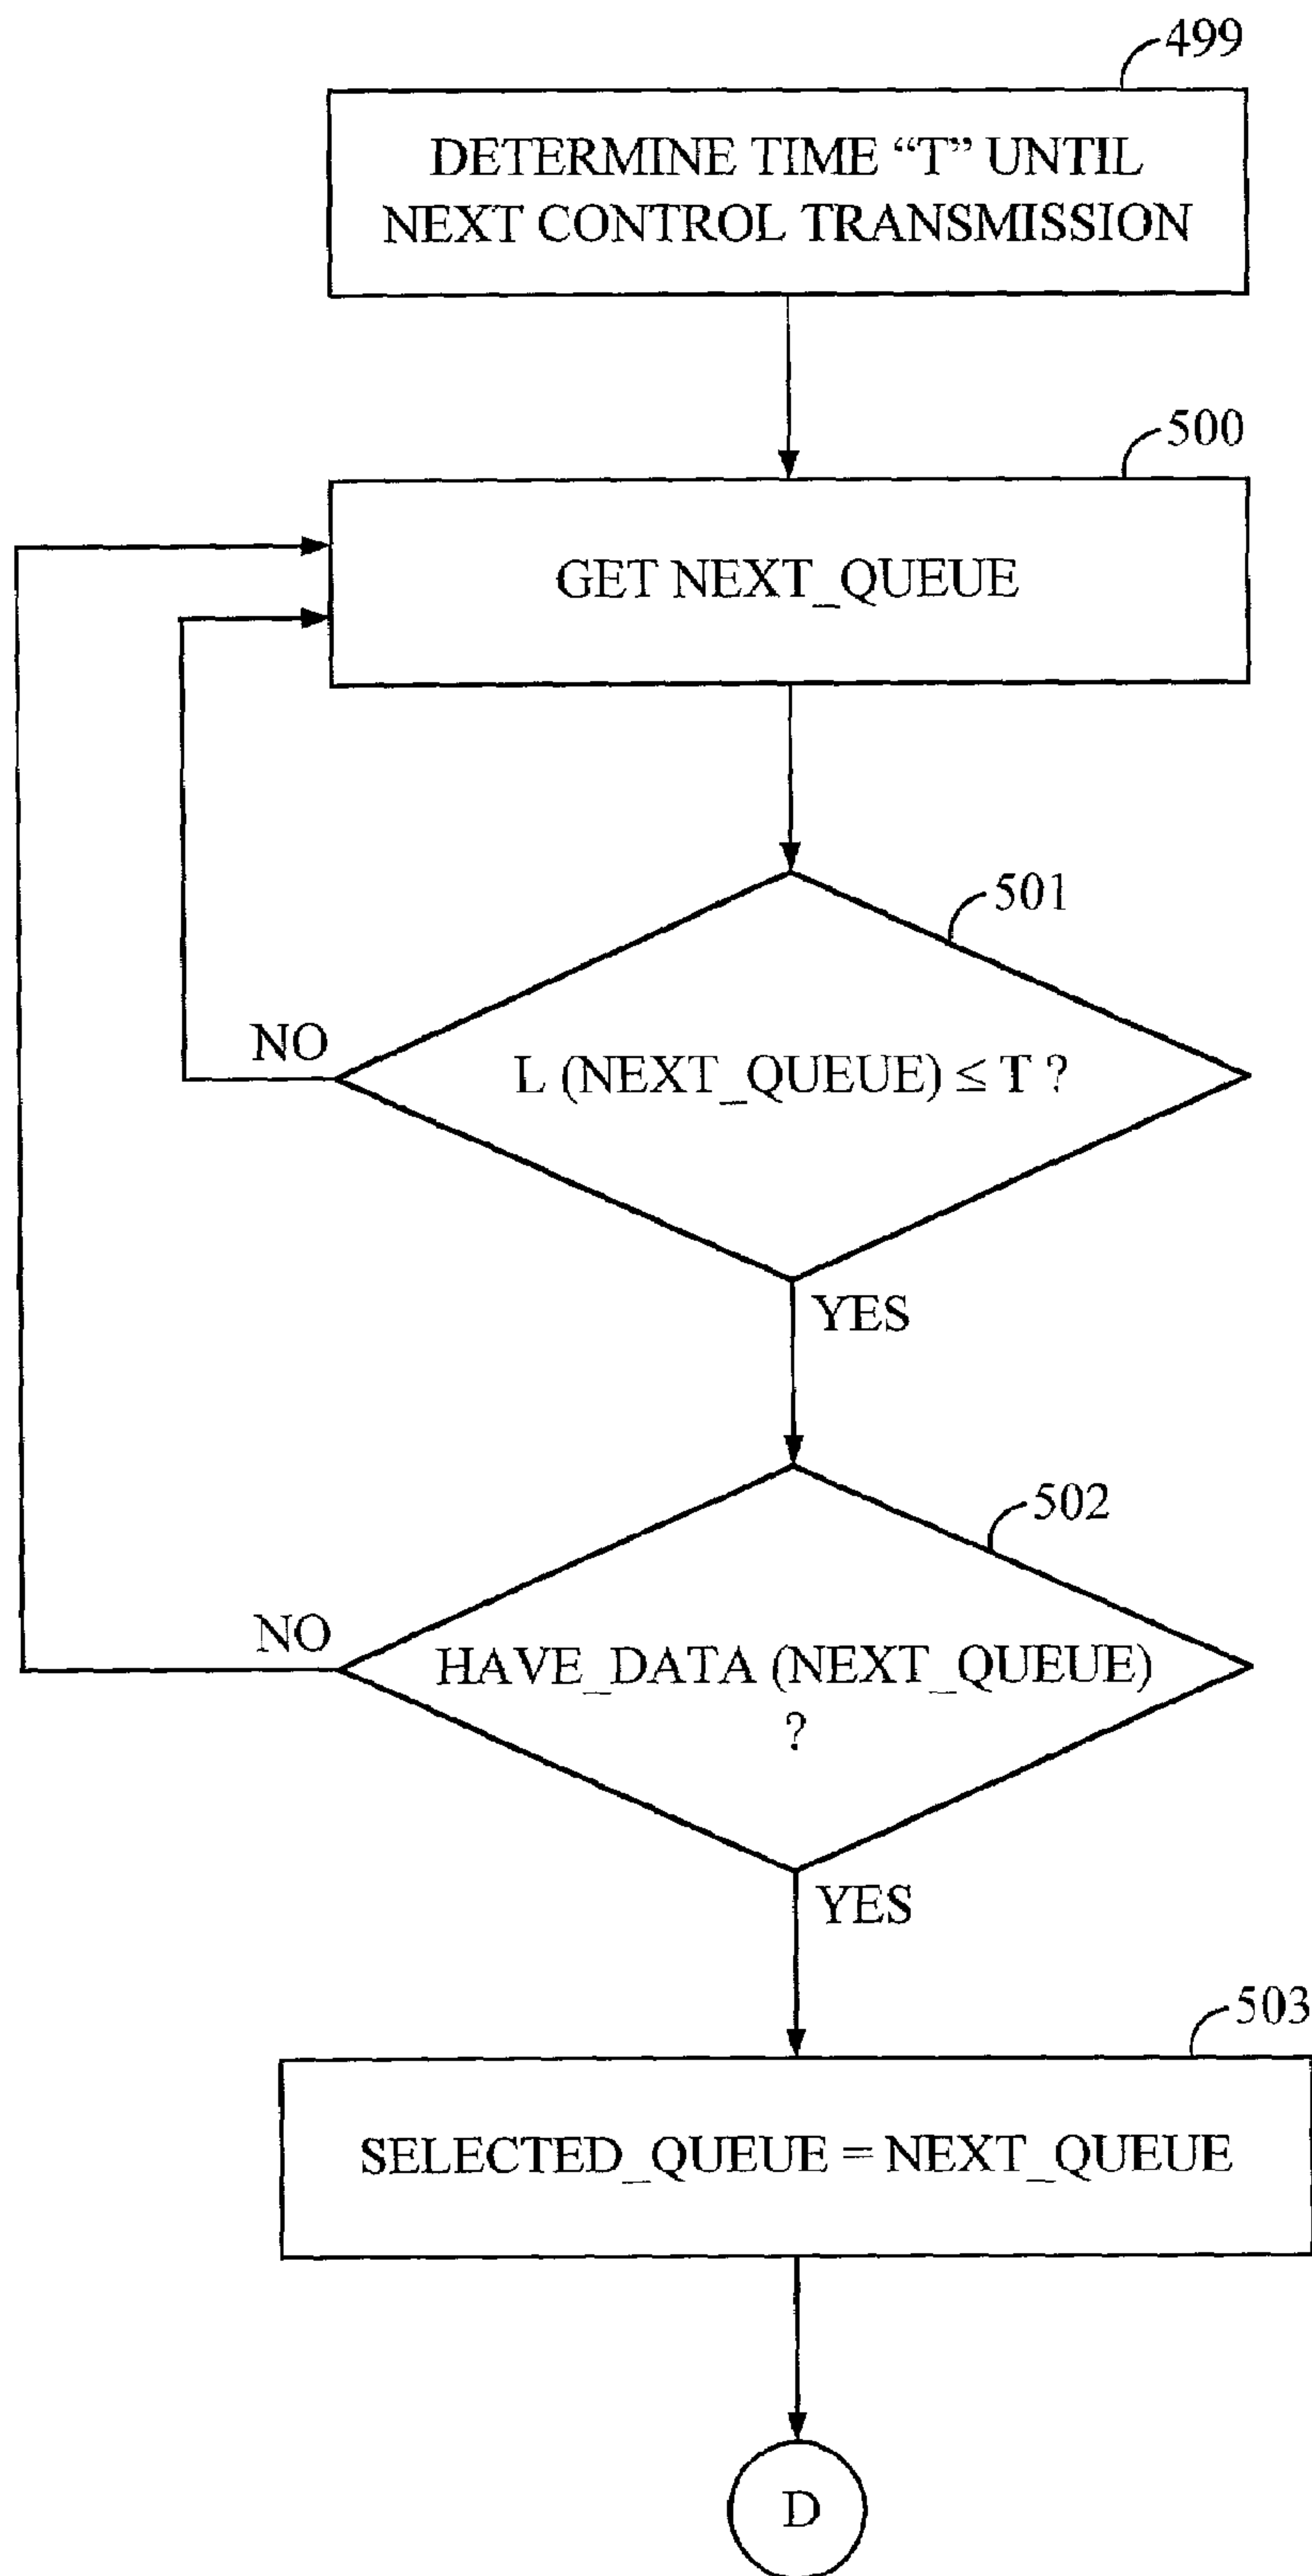 499
DETERMINE TIME “T” UNTIL
NEXT CONTROL TRANSMISSION
500
GET NEXT_QUEUE
501
NO
L (NEXT_QUEUE) ≤ T ?
YES
502
NO
HAVE_DATA (NEXT_QUEUE)
?
YES
503
SELECTED_QUEUE = NEXT_QUEUE
D